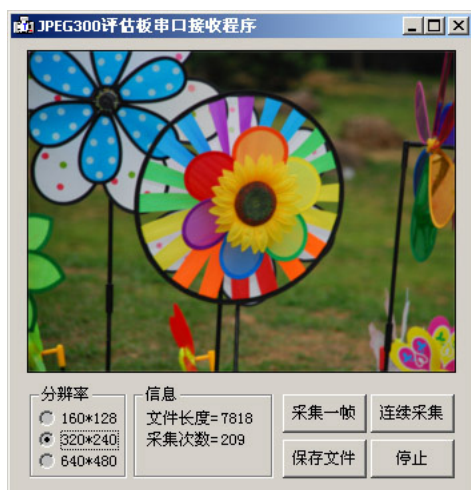 JPEG300评估板串口接收程序
分辨率
160*128
320*240
640*480
信息
文件长度=7818
采集次数=209
采集一帧
连续采集
保存文件
停止